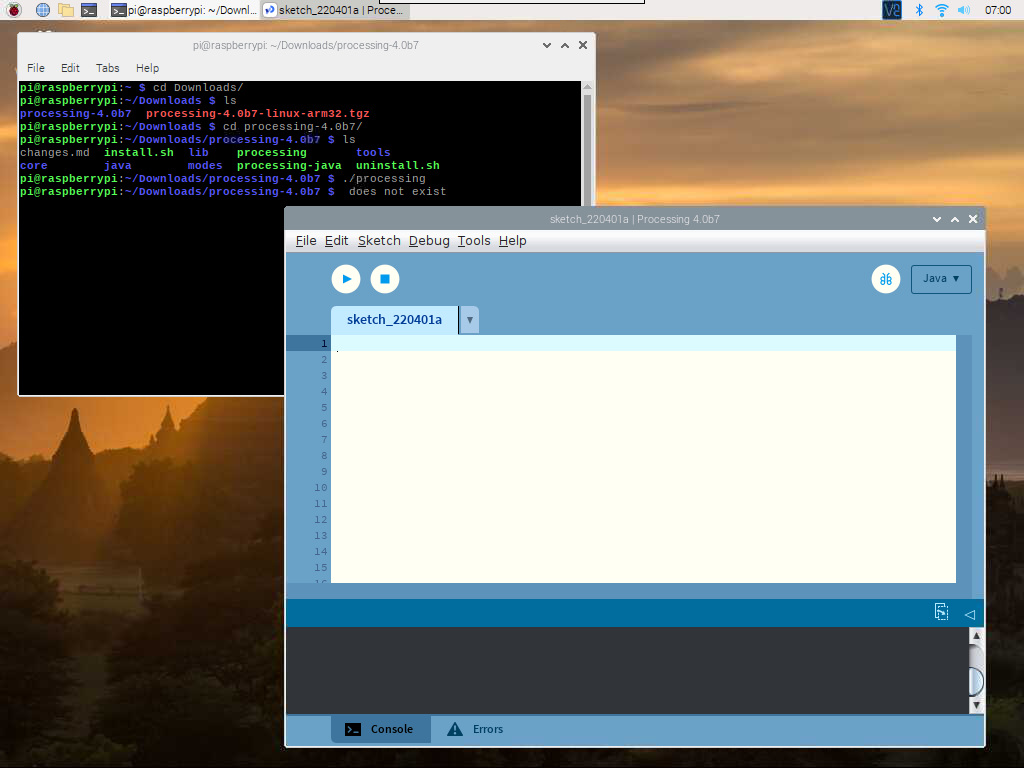 pi@raspberrypi: ~/Downl... sketch_220401a | Proce... V2 07:00
pi@raspberrypi: ~/Downloads/processing-4.0b7
File Edit Tabs Help
pi@raspberrypi:~ $ cd Downloads/
pi@raspberrypi:~/Downloads $ ls
processing-4.0b7  processing-4.0b7-linux-arm32.tgz
pi@raspberrypi:~/Downloads $ cd processing-4.0b7/
pi@raspberrypi:~/Downloads/processing-4.0b7 $ ls
changes.md  install.sh  lib    processing       tools
core        java        modes  processing-java  uninstall.sh
pi@raspberrypi:~/Downloads/processing-4.0b7 $ ./processing
pi@raspberrypi:~/Downloads/processing-4.0b7 $  does not exist
sketch_220401a | Processing 4.0b7
File Edit Sketch Debug Tools Help
Java ▼
sketch_220401a ▼
1
2
3
4
5
6
7
8
9
10
11
12
13
14
15
16
Console Errors